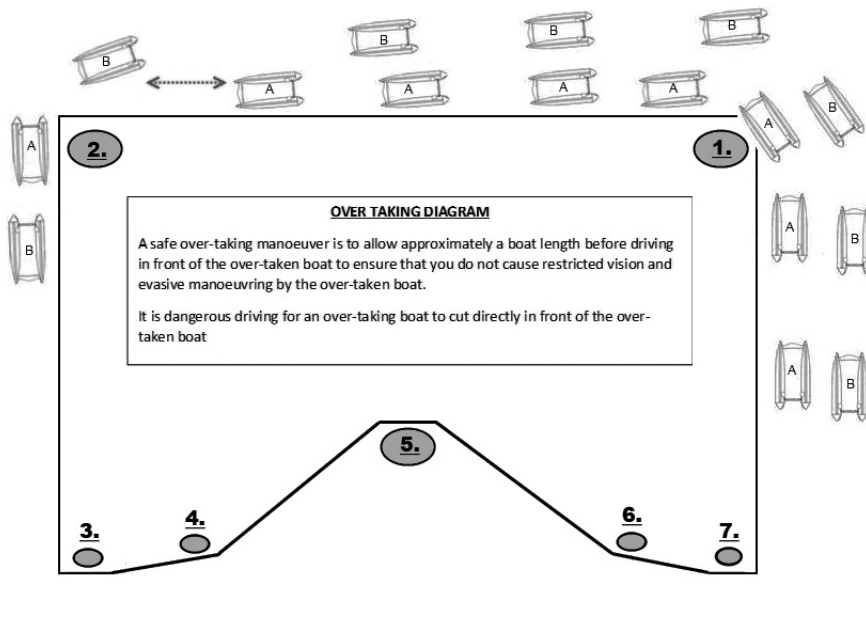 B
B
B
B
A
A
A
A
A
B
A
B
2.
1.
A
B
A
B
A
B
OVER TAKING DIAGRAM
A safe over-taking manoeuver is to allow approximately a boat length before driving
in front of the over-taken boat to ensure that you do not cause restricted vision and
evasive manoeuvring by the over-taken boat.
It is dangerous driving for an over-taking boat to cut directly in front of the over-
taken boat
5.
4.
3.
6.
7.